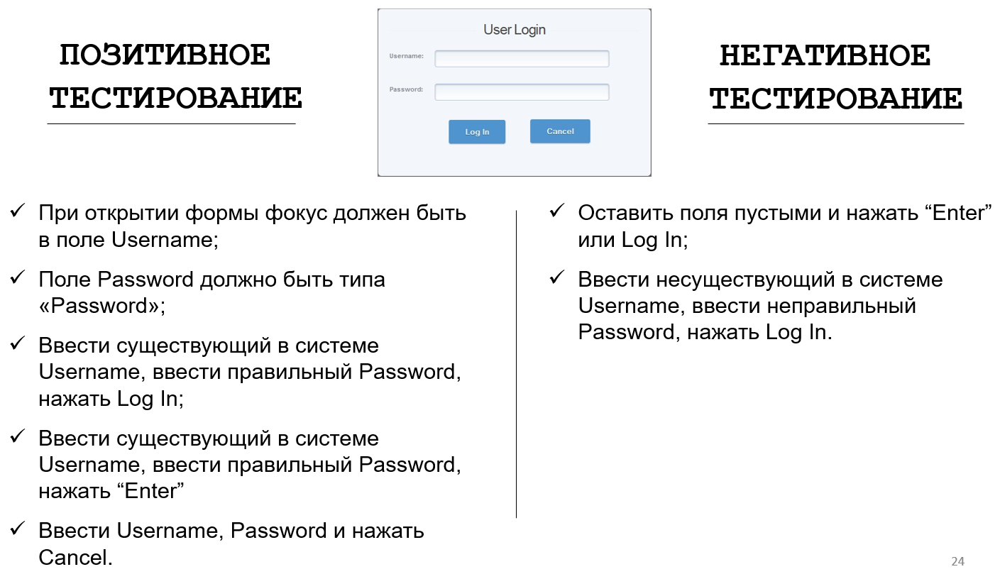 ПОЗИТИВНОЕ
ТЕСТИРОВАНИЕ
User Login
Username:
Password:
Log In
Cancel
НЕГАТИВНОЕ
ТЕСТИРОВАНИЕ
✓ При открытии формы фокус должен быть
в поле Username;
✓ Поле Password должно быть типа
«Password»;
✓ Ввести существующий в системе
Username, ввести правильный Password,
нажать Log In;
✓ Ввести существующий в системе
Username, ввести правильный Password,
нажать “Enter”
✓ Ввести Username, Password и нажать
Cancel.
✓ Оставить поля пустыми и нажать “Enter”
или Log In;
✓ Ввести несуществующий в системе
Username, ввести неправильный
Password, нажать Log In.
24